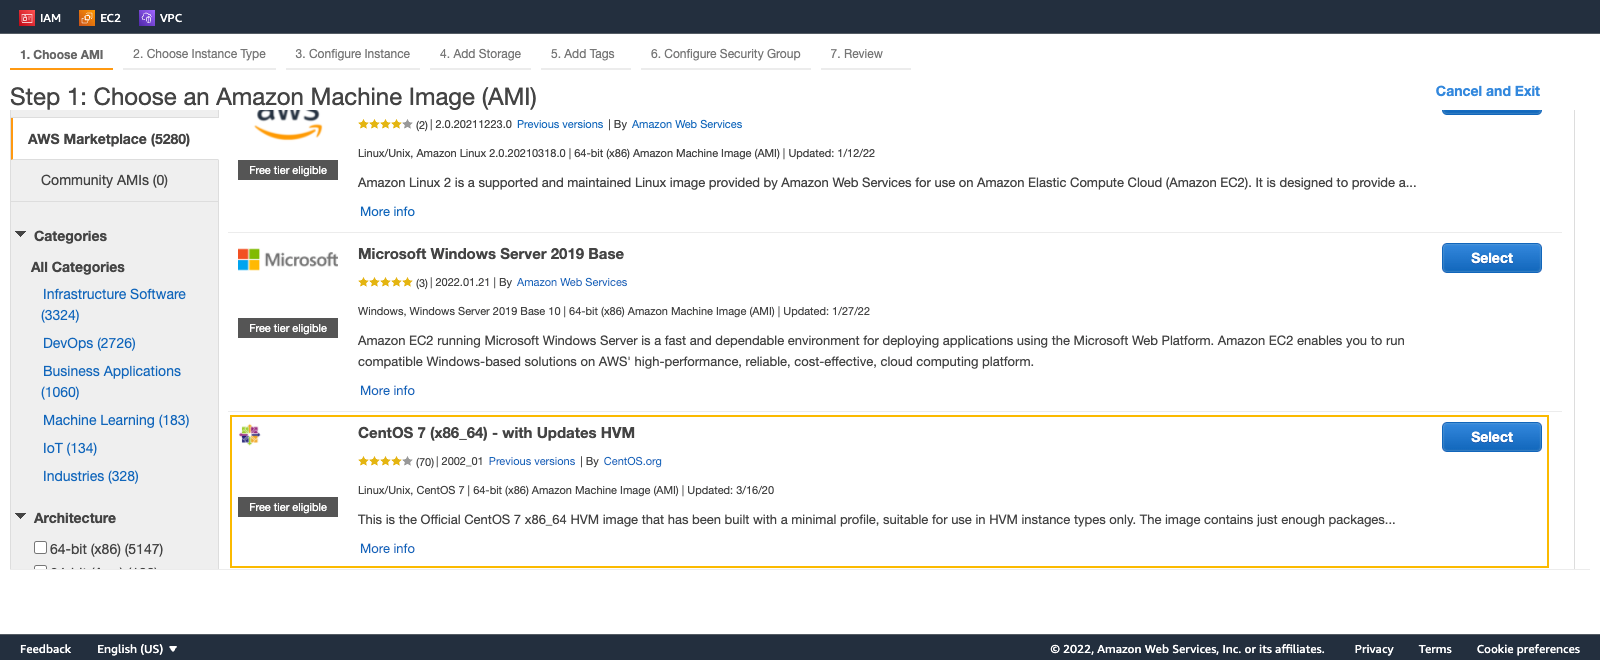 IAM EC2 VPC
1. Choose AMI 2. Choose Instance Type 3. Configure Instance 4. Add Storage 5. Add Tags 6. Configure Security Group 7. Review
Step 1: Choose an Amazon Machine Image (AMI)
Cancel and Exit
AWS Marketplace (5280)
Community AMIs (0)
Categories
All Categories
Infrastructure Software
(3324)
DevOps (2726)
Business Applications
(1060)
Machine Learning (183)
IoT (134)
Industries (328)
Architecture
64-bit (x86) (5147)
aws
Free tier eligible
(2) | 2.0.20211223.0 Previous versions | By Amazon Web Services
Linux/Unix, Amazon Linux 2.0.20210318.0 | 64-bit (x86) Amazon Machine Image (AMI) | Updated: 1/12/22
Amazon Linux 2 is a supported and maintained Linux image provided by Amazon Web Services for use on Amazon Elastic Compute Cloud (Amazon EC2). It is designed to provide a...
More info
Microsoft
Free tier eligible
Microsoft Windows Server 2019 Base
Select
(3) | 2022.01.21 | By Amazon Web Services
Windows, Windows Server 2019 Base 10 | 64-bit (x86) Amazon Machine Image (AMI) | Updated: 1/27/22
Amazon EC2 running Microsoft Windows Server is a fast and dependable environment for deploying applications using the Microsoft Web Platform. Amazon EC2 enables you to run
compatible Windows-based solutions on AWS' high-performance, reliable, cost-effective, cloud computing platform.
More info
Free tier eligible
CentOS 7 (x86_64) - with Updates HVM
Select
(70) | 2002_01 Previous versions | By CentOS.org
Linux/Unix, CentOS 7 | 64-bit (x86) Amazon Machine Image (AMI) | Updated: 3/16/20
This is the Official CentOS 7 x86_64 HVM image that has been built with a minimal profile, suitable for use in HVM instance types only. The image contains just enough packages...
More info
Feedback English (US)
© 2022, Amazon Web Services, Inc. or its affiliates. Privacy Terms Cookie preferences